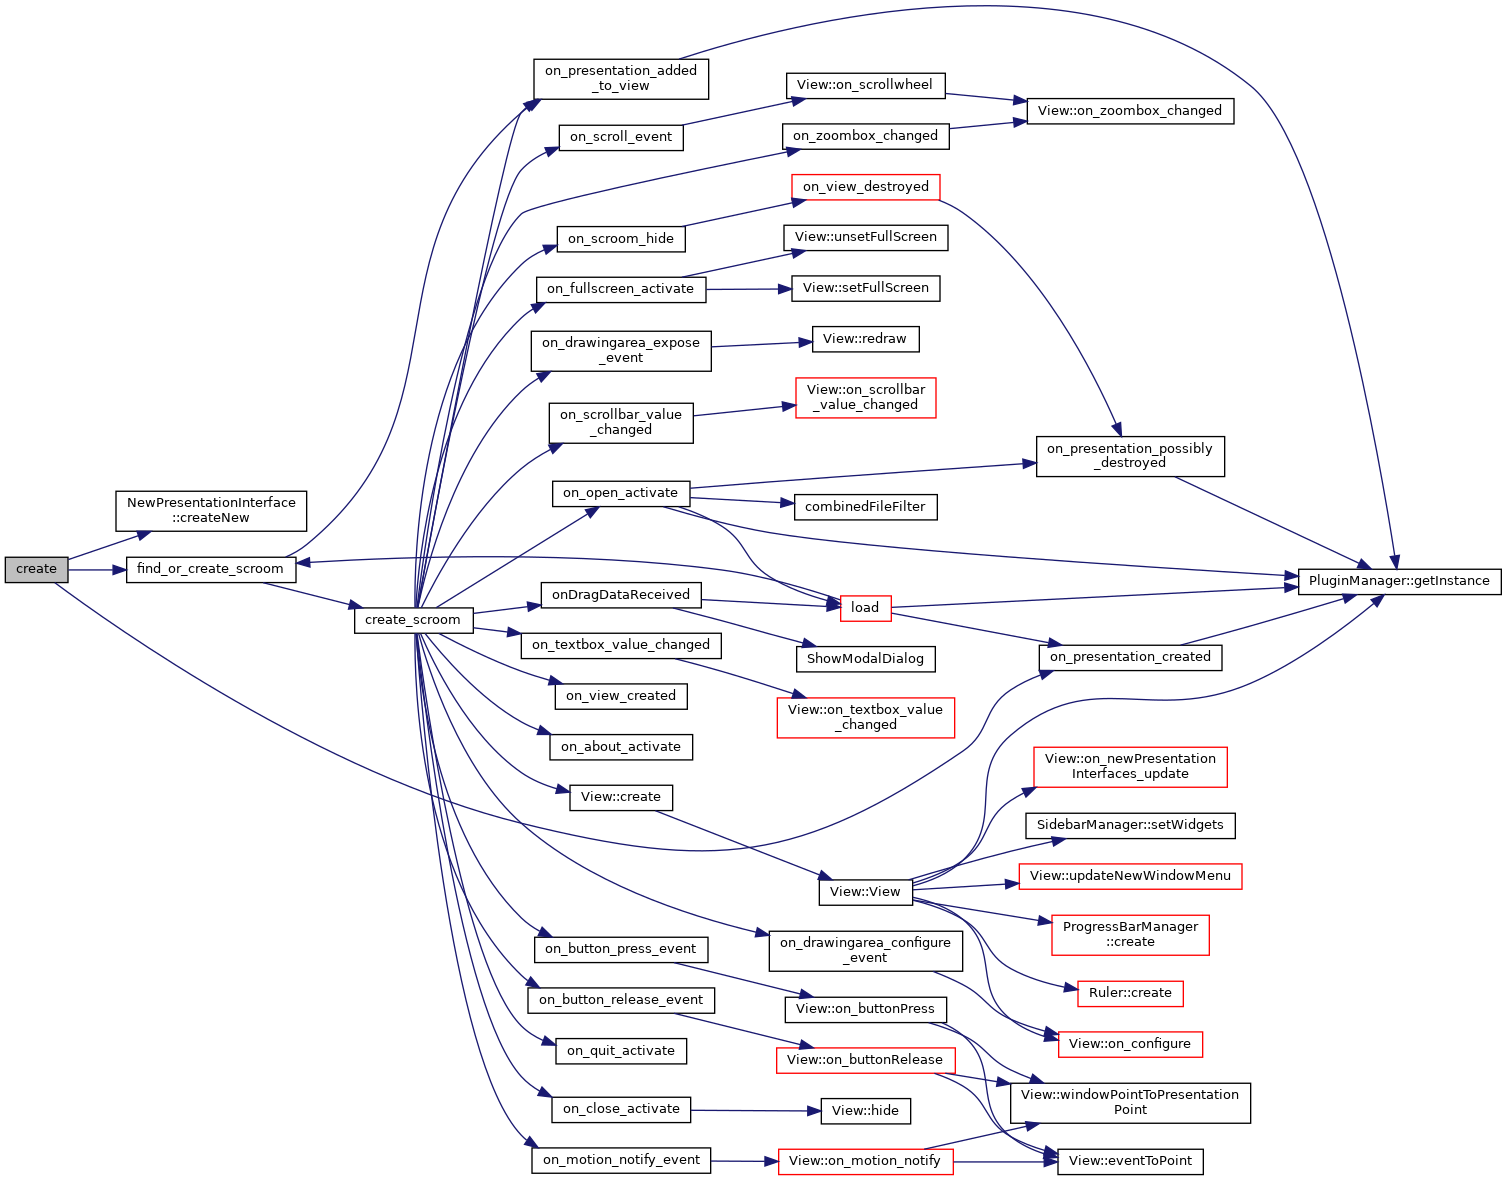 create
NewPresentationInterface
::createNew
find_or_create_scroom
create_scroom
on_presentation_added
_to_view
on_scroll_event
on_scroom_hide
on_fullscreen_activate
on_drawingarea_expose
_event
on_scrollbar_value
_changed
on_open_activate
onDragDataReceived
on_textbox_value_changed
on_view_created
on_about_activate
View::create
on_button_press_event
on_button_release_event
on_quit_activate
on_close_activate
on_motion_notify_event
View::on_scrollwheel
on_zoombox_changed
on_view_destroyed
View::unsetFullScreen
View::setFullScreen
View::redraw
View::on_scrollbar
_value_changed
combinedFileFilter
load
ShowModalDialog
View::on_textbox_value
_changed
View::View
on_drawingarea_configure
_event
View::on_buttonPress
View::on_buttonRelease
View::hide
View::on_motion_notify
View::on_zoombox_changed
on_presentation_possibly
_destroyed
on_presentation_created
View::on_newPresentation
Interfaces_update
SidebarManager::setWidgets
View::updateNewWindowMenu
ProgressBarManager
::create
Ruler::create
View::on_configure
View::windowPointToPresentation
Point
View::eventToPoint
PluginManager::getInstance